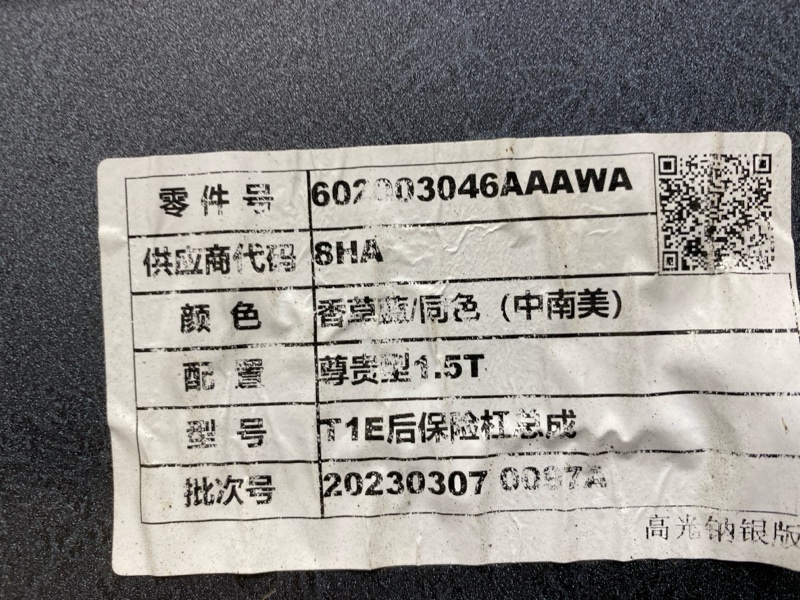 零件号 602003046AAAWA
供应商代码 8HA
颜色 香草蓝/同色（中南美）
配置 尊贵型1.5T
型号 T1E后保险杠总成
批次号 20230307 0097A
高光钠银版